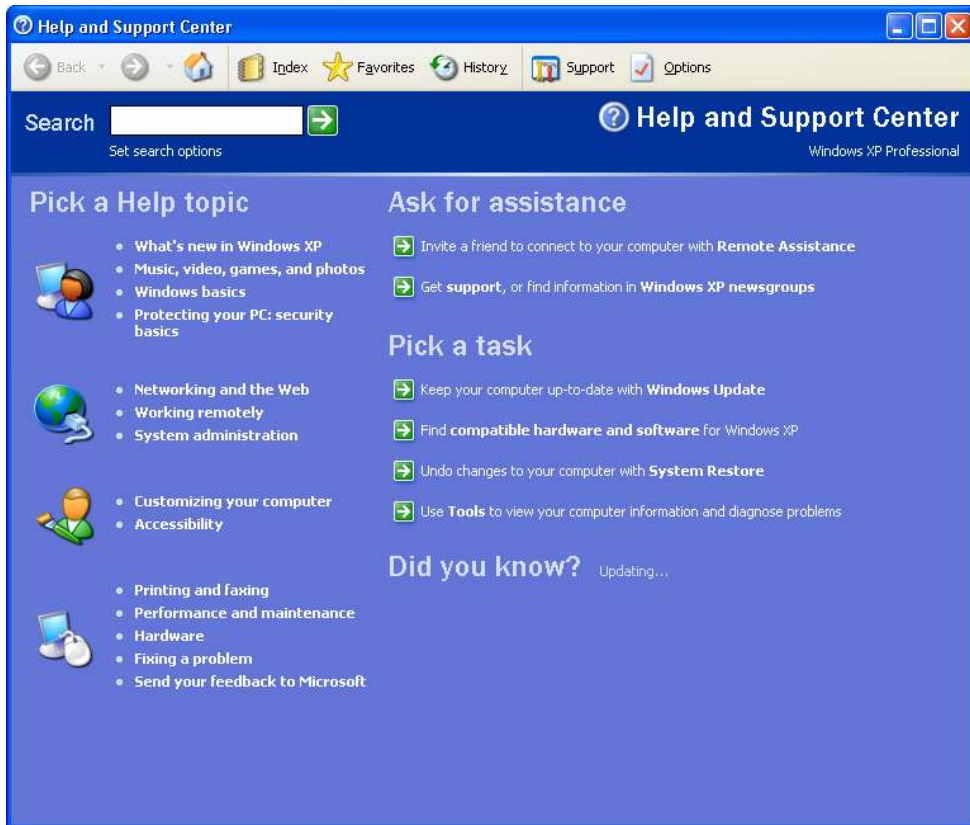 Help and Support Center
Back Index Favorites History Support Options
Search
Set search options
Help and Support Center
Windows XP Professional
Pick a Help topic
What's new in Windows XP
Music, video, games, and photos
Windows basics
Protecting your PC: security
basics
Networking and the Web
Working remotely
System administration
Customizing your computer
Accessibility
Printing and faxing
Performance and maintenance
Hardware
Fixing a problem
Send your feedback to Microsoft
Ask for assistance
Invite a friend to connect to your computer with Remote Assistance
Get support, or find information in Windows XP newsgroups
Pick a task
Keep your computer up-to-date with Windows Update
Find compatible hardware and software for Windows XP
Undo changes to your computer with System Restore
Use Tools to view your computer information and diagnose problems
Did you know? Updating...